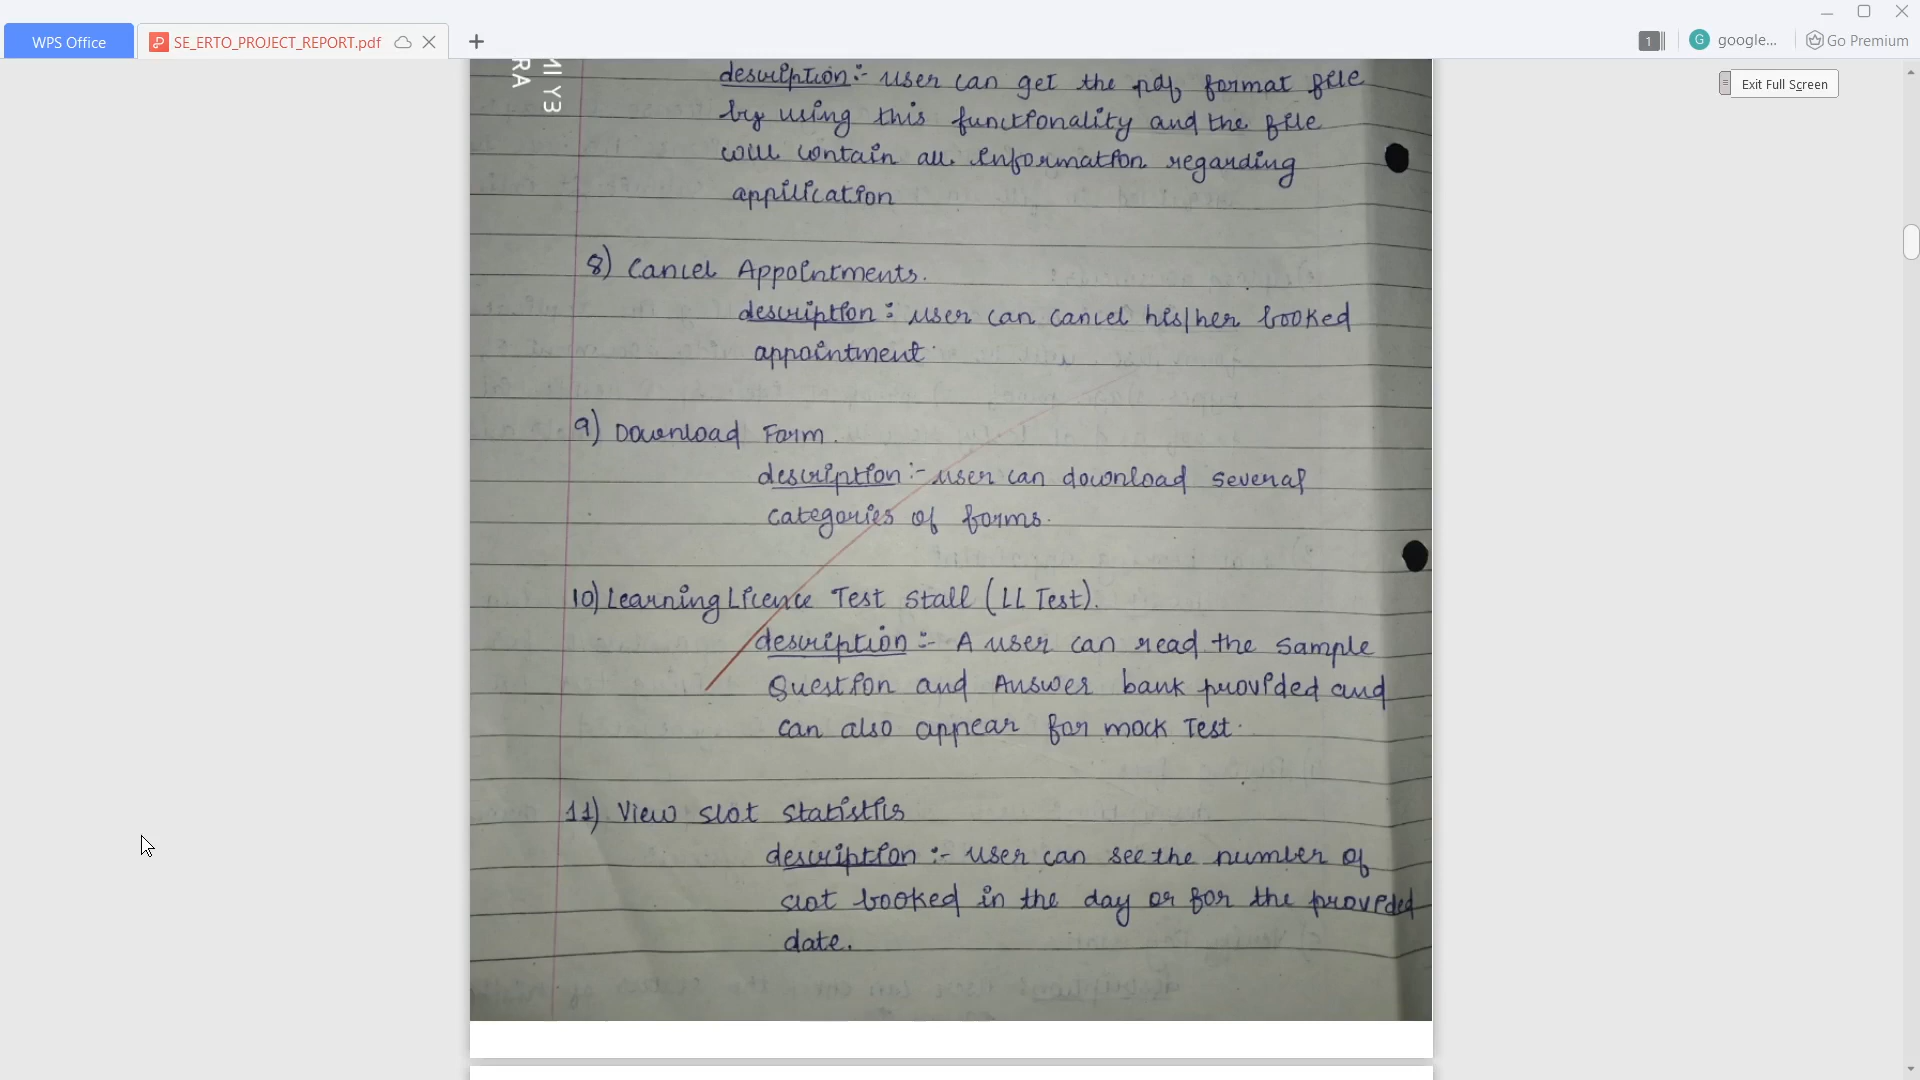 WPS Office
SE_ERTO_PROJECT_REPORT.pdf
1
G google...
Go Premium
Exit Full Screen
MI Y3
RA
description:- user can get the pdf format file
by using this functionality and the file
will contain all information regarding
appilication
8) Cancel Appointments.
description : user can cancel his/her booked
appointment.
9) Download Form.
description :- user can download several
categories of forms.
10) Learning Licence Test Stall (LL Test).
description :- A user can read the sample
Question and Answer bank provided and
can also appear for mock Test.
11) View slot statistics
description :- user can see the number of
slot booked in the day or for the provided
date.